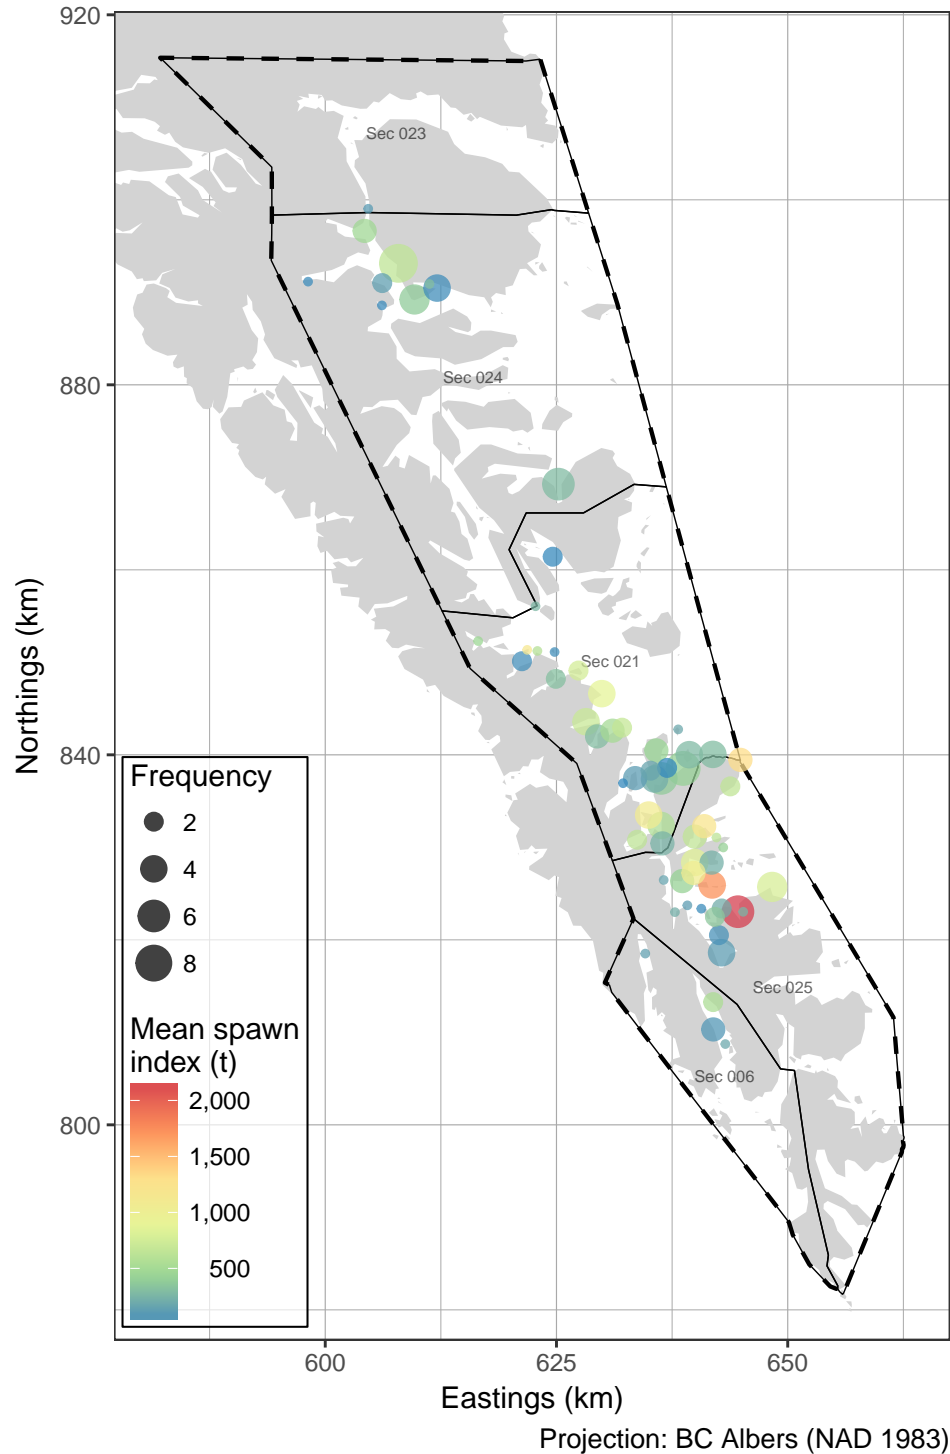 920
Sec 023
880
Sec 024
Sec 021
840
Sec 025
Sec 006
800
Northings (km)
Frequency
2
4
6
8
Mean spawn
index (t)
2,000
1,500
1,000
500
600
625
650
Eastings (km)
Projection: BC Albers (NAD 1983)